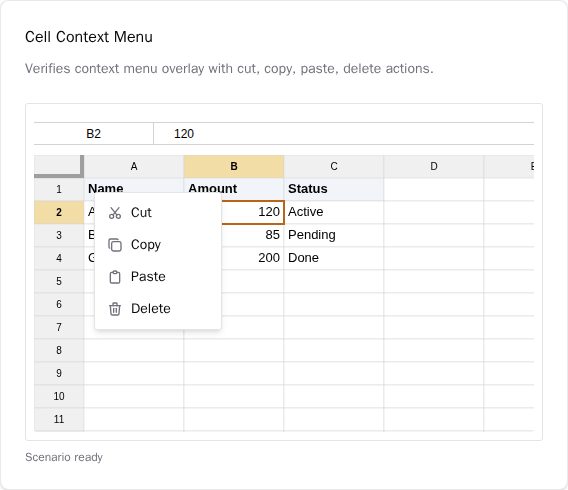 Cell Context Menu
Verifies context menu overlay with cut, copy, paste, delete actions.
B2 120
A B C D
1 Name Amount Status
2 120 Active
3 85 Pending
4 200 Done
5
6
7
8
9
10
11
Cut
Copy
Paste
Delete
Scenario ready